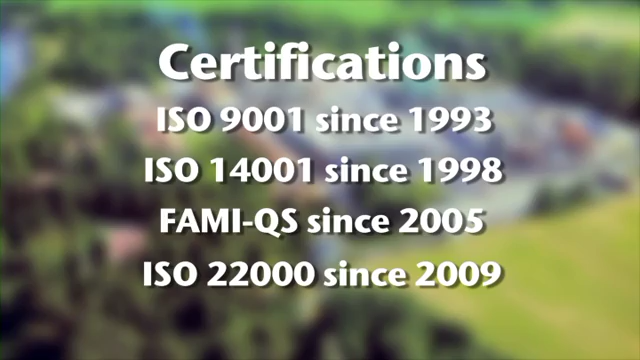 Certifications
ISO 9001 since 1993
ISO 14001 since 1998
FAMI-QS since 2005
ISO 22000 since 2009